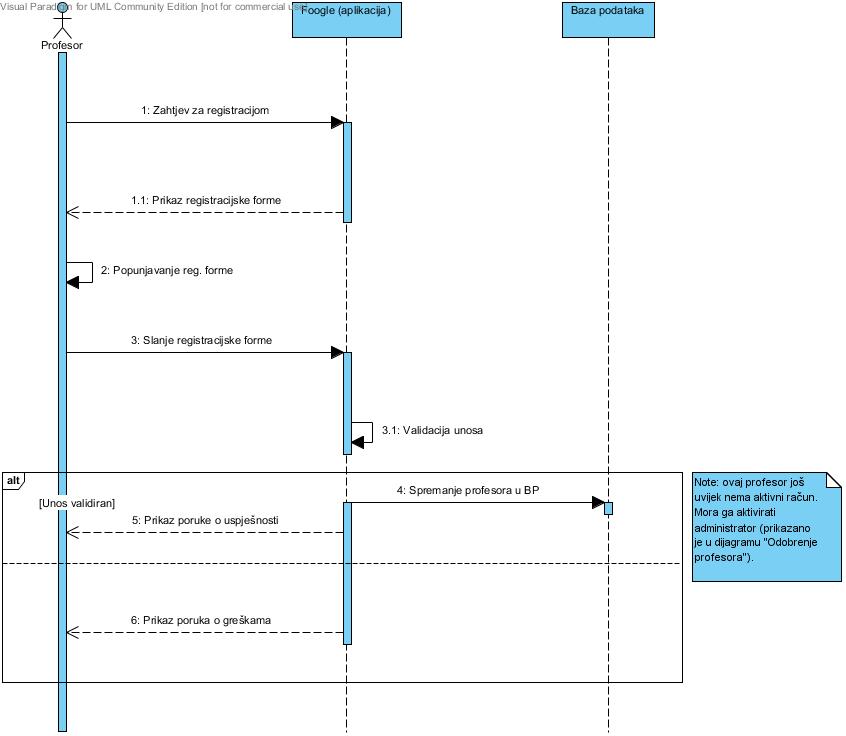 Visual Paradigm for UML Community Edition [not for commercial use]
Foogle (aplikacija)
Baza podataka
Profesor
1: Zahtjev za registracijom
1.1: Prikaz registracijske forme
2: Popunjavanje reg. forme
3: Slanje registracijske forme
3.1: Validacija unosa
alt
4: Spremanje profesora u BP
[Unos validiran]
5: Prikaz poruke o uspješnosti
6: Prikaz poruka o greškama
Note: ovaj profesor još
uvijek nema aktivni račun.
Mora ga aktivirati
administrator (prikazano
je u dijagramu "Odobrenje
profesora").